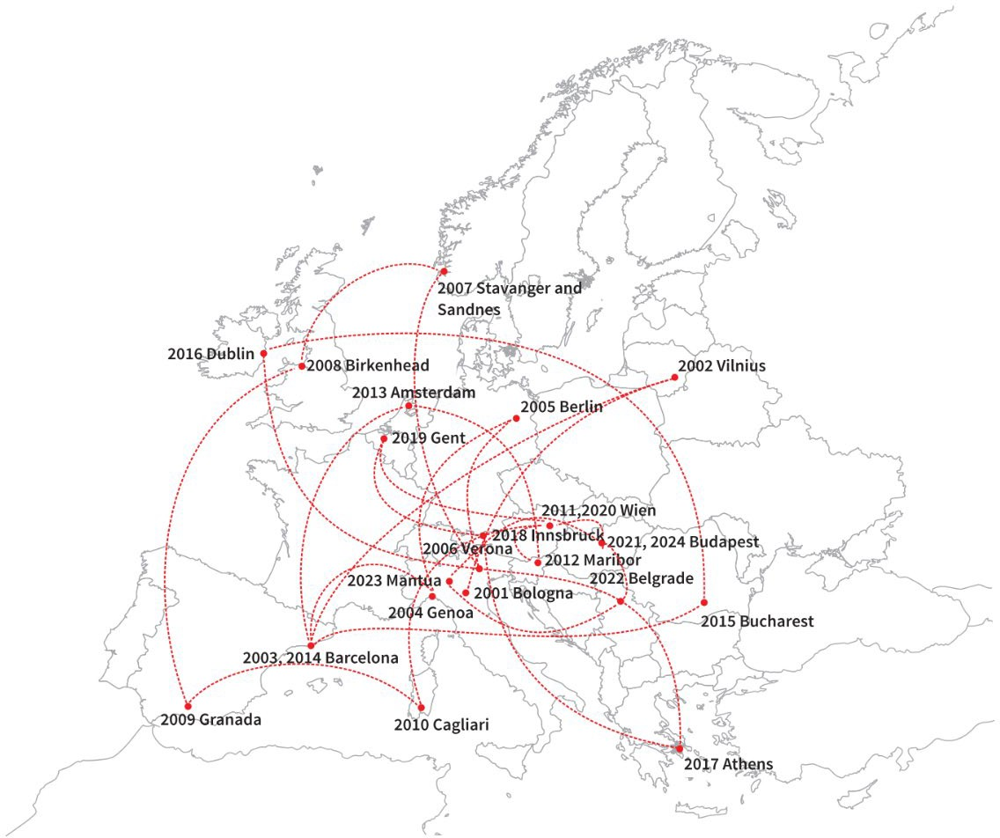 2007 Stavanger and
Sandnes
2016 Dublin
2008 Birkenhead
2002 Vilnius
2013 Amsterdam
2005 Berlin
2019 Gent
2011,2020 Wien
2018 Innsbruck
2021, 2024 Budapest
2006 Verona
2012 Maribor
2023 Mantua
2022 Belgrade
2001 Bologna
2004 Genoa
2015 Bucharest
2003, 2014 Barcelona
2009 Granada
2010 Cagliari
2017 Athens